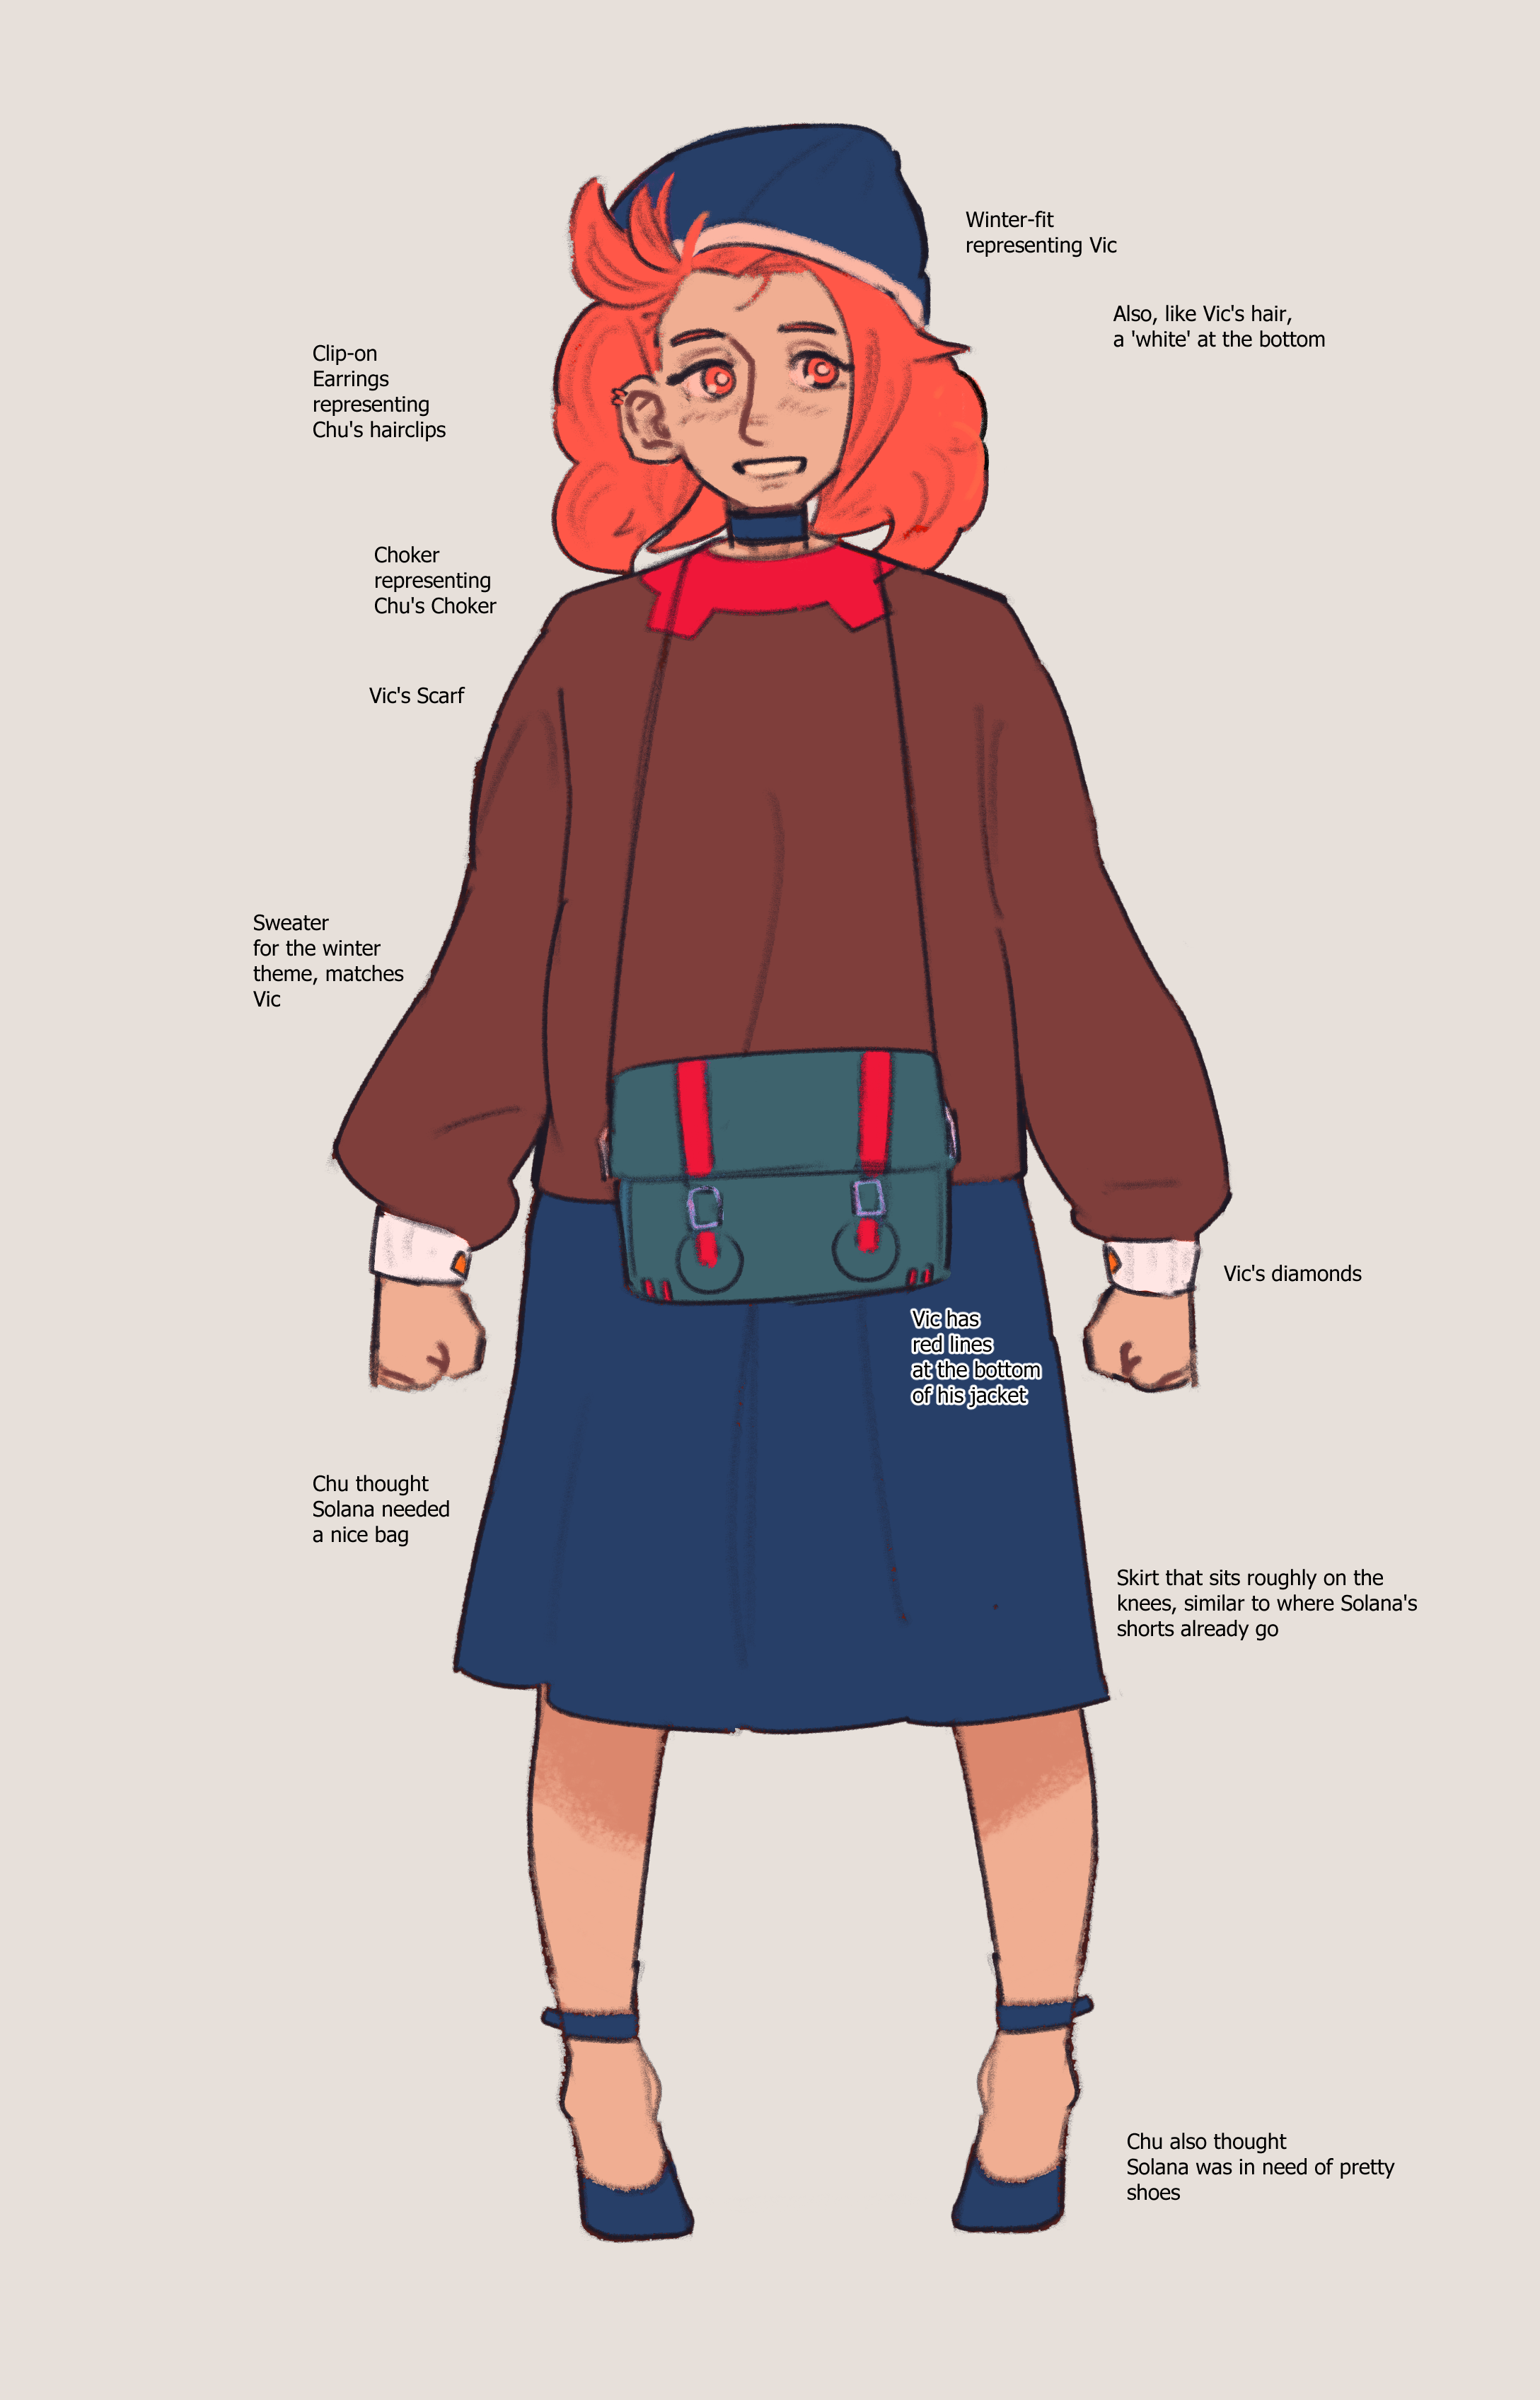 Winter-fit
representing Vic
Also, like Vic's hair,
a 'white' at the bottom
Clip-on
Earrings
representing
Chu's hairclips
Choker
representing
Chu's Choker
Vic's Scarf
Sweater
for the winter
theme, matches
Vic
Vic's diamonds
Vic has
red lines
at the bottom
of his jacket
Chu thought
Solana needed
a nice bag
Skirt that sits roughly on the
knees, similar to where Solana's
shorts already go
Chu also thought
Solana was in need of pretty
shoes